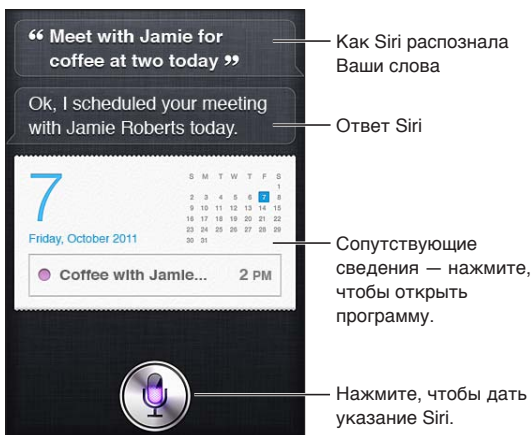 “ Meet with Jamie for
coffee at two today ”
Как Siri распознала
Ваши слова
Ok, I scheduled your meeting
with Jamie Roberts today.
Ответ Siri
7
Friday, October 2011
S M T W T F S
1
2 3 4 5 6 7 8
9 10 11 12 13 14 15
16 17 18 19 20 21 22
23 24 25 26 27 28 29
30 31
Coffee with Jamie... 2 PM
Сопутствующие
сведения — нажмите,
чтобы открыть
программу.
Нажмите, чтобы дать
указание Siri.